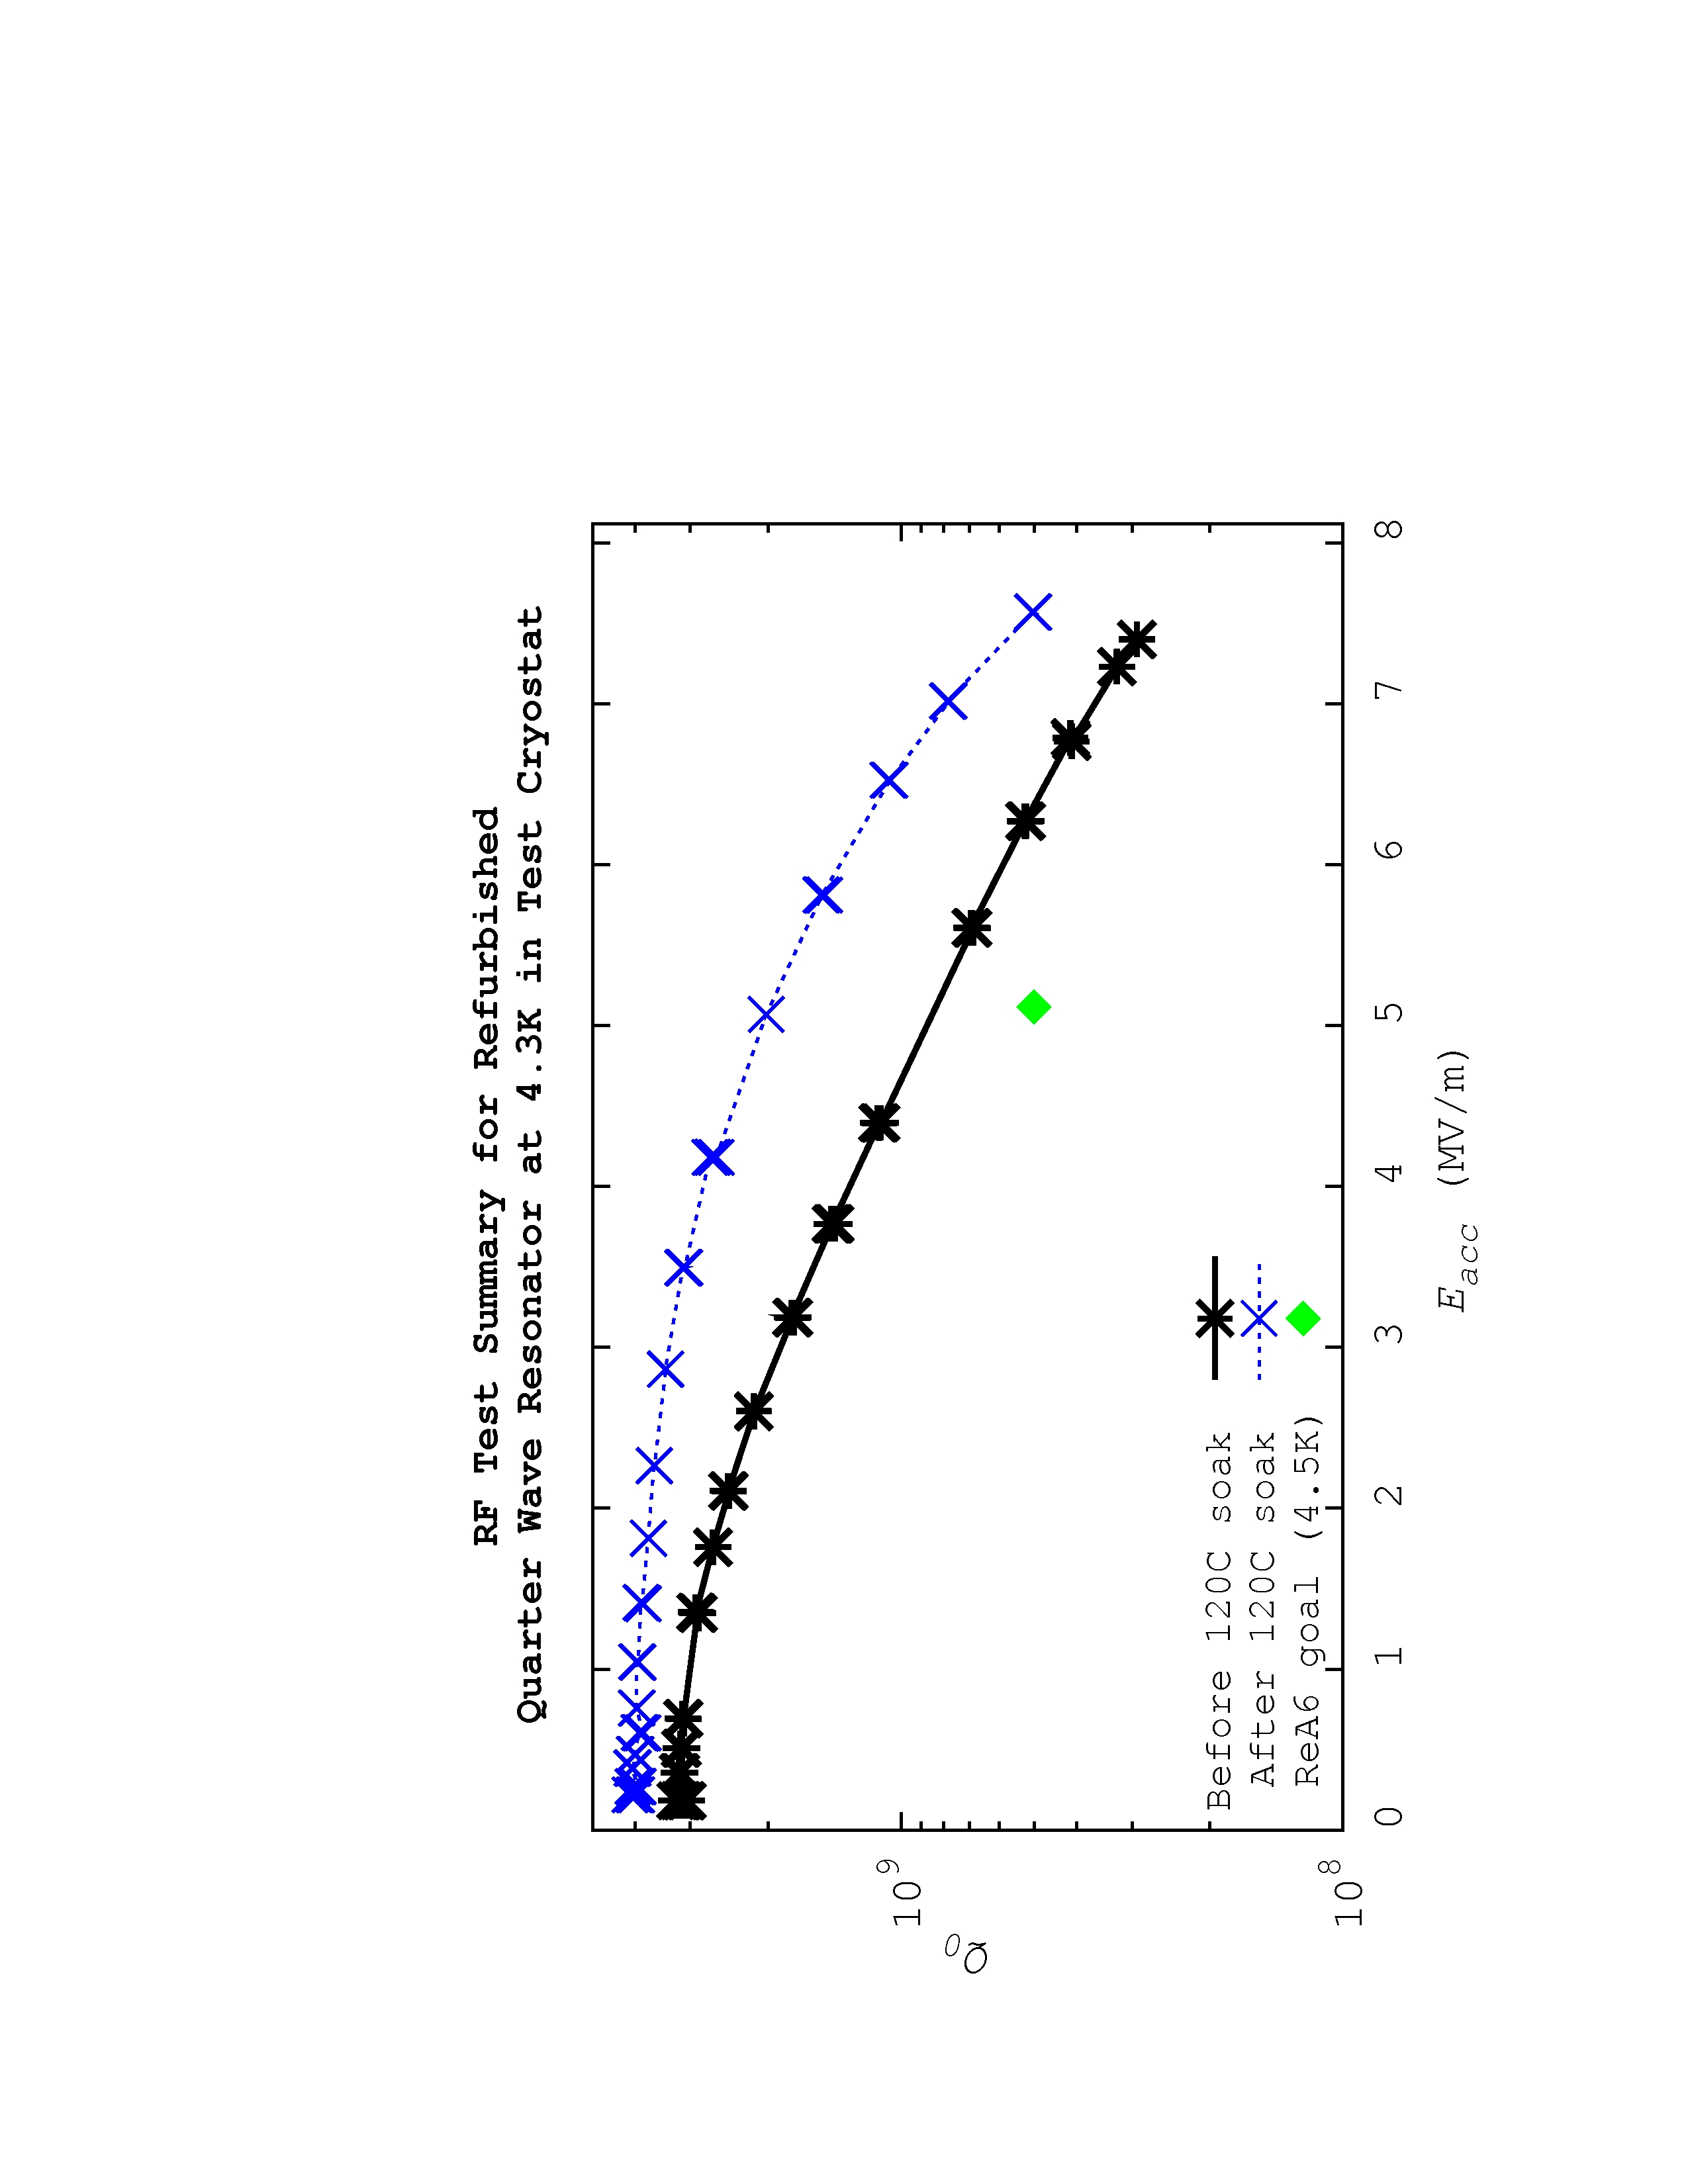 RF Test Summary for Refurbished
Quarter Wave Resonator at 4.3K in Test Cryostat
Q0
10^9
10^8
Before 120C soak
After 120C soak
ReA6 goal (4.5K)
0 1 2 3 4 5 6 7 8
Eacc (MV/m)